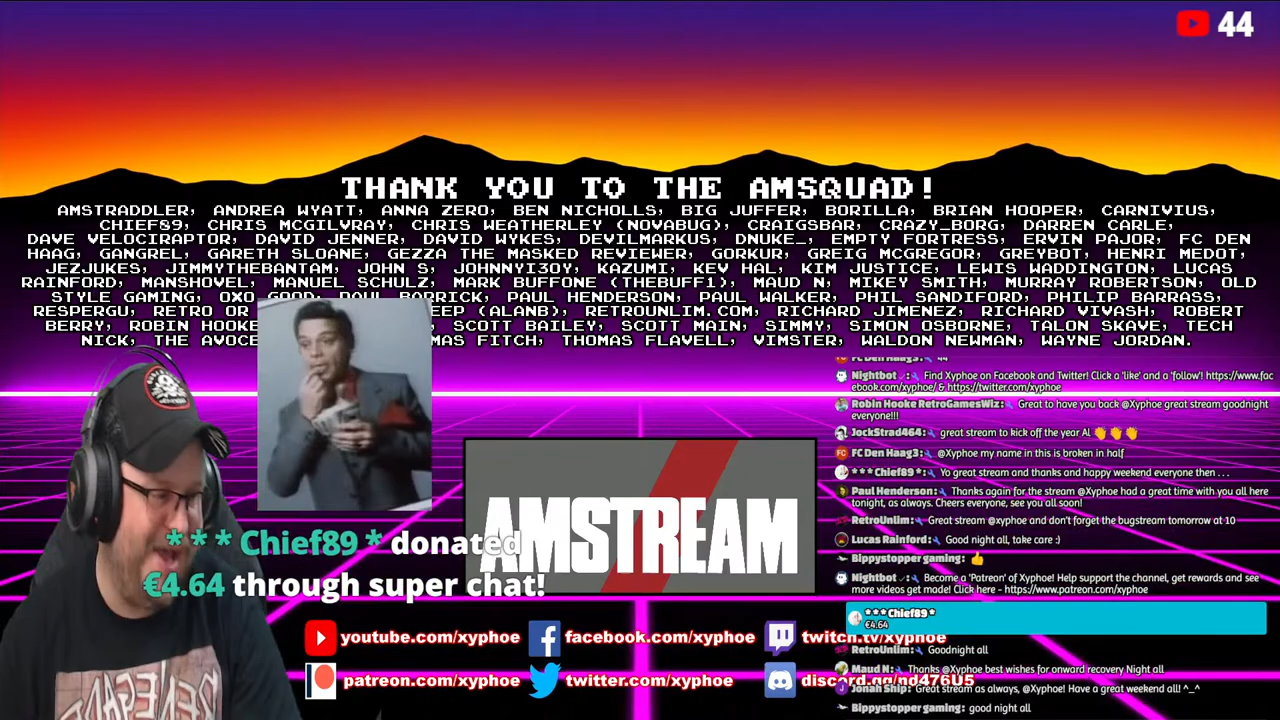 44
THANK YOU TO THE AMSQUAD!
AMSTRADDLER, ANDREA WYATT, ANNA ZERO, BEN NICHOLLS, BIG JUFFER, BORILLA, BRIAN HOOPER, CARNIVIUS,
CHIEF89, CHRIS MCGILVRAY, CHRIS WEATHERLEY (NOVABUG), CRAIGSBAR, CRAZY_BORG, DARREN CARLE,
DAVE VELOCIRAPTOR, DAVID JENNER, DAVID WYKES, DEVILMARKUS, DNUKE_, EMPTY FORTRESS, ERVIN PAJOR, FC DEN
HAAG, GANGREL, GARETH SLOANE, GEZZA THE MASKED REVIEWER, GORKUR, GREIG MCGREGOR, GREYBOT, HENRI MEDOT,
JEZJUKES, JIMMYTHEBANTAM, JOHN S, JOHNNYI3OY, KAZUMI, KEV HAL, KIM JUSTICE, LEWIS WADDINGTON, LUCAS
RAINFORD, MANSHOVEL, MANUEL SCHULZ, MARK BUFFONE (THEBUFF1), MAUD N, MIKEY SMITH, MURRAY ROBERTSON, OLD
STYLE GAMING, OXO GOOD, PAUL BARRICK, PAUL HENDERSON, PAUL WALKER, PHIL SANDIFORD, PHILIP BARRASS,
RESPERGU, RETRO OR EEP (ALANB), RETROUNLIM.COM, RICHARD JIMENEZ, RICHARD VIVASH, ROBERT
BERRY, ROBIN HOOKE SCOTT BAILEY, SCOTT MAIN, SIMMY, SIMON OSBORNE, TALON SKAVE, TECH
NICK, THE AVOCE MAS FITCH, THOMAS FLAVELL, VIMSTER, WALDON NEWMAN, WAYNE JORDAN.
FC Den Haag3: 44
Nightbot: Find Xyphoe on Facebook and Twitter! Click a 'like' and a 'follow'! https://www.fac
ebook.com/xyphoe/ & https://twitter.com/xyphoe
Robin Hooke RetroGamesWiz: Great to have you back @Xyphoe great stream goodnight
everyone!!!
JockStrad464: great stream to kick off the year Al 👏👏👏
FC Den Haag3: @Xyphoe my name in this is broken in half
* * * Chief89 *: Yo great stream and thanks and happy weekend everyone then . . .
Paul Henderson: Thanks again for the stream @Xyphoe had a great time with you all here
tonight, as always. Cheers everyone, see you all soon!
RetroUnlim: Great stream @xyphoe and don't forget the bugstream tomorrow at 10
Lucas Rainford: Good night all, take care :)
Bippystopper gaming: 👍
Nightbot: Become a 'Patreon' of Xyphoe! Help support the channel, get rewards and see
more videos get made! Click here - https://www.patreon.com/xyphoe
* * * Chief89 *
€4.64
RetroUnlim: Goodnight all
Maud N: Thanks @Xyphoe best wishes for onward recovery Night all
Jonah Ship: Great stream as always, @Xyphoe! Have a great weekend all! ^_^
Bippystopper gaming: good night all
AMSTREAM
* * * Chief89 * donated
€4.64 through super chat!
youtube.com/xyphoe facebook.com/xyphoe twitch.tv/xyphoe
patreon.com/xyphoe twitter.com/xyphoe discord.gg/nd476U5
RENEGADE